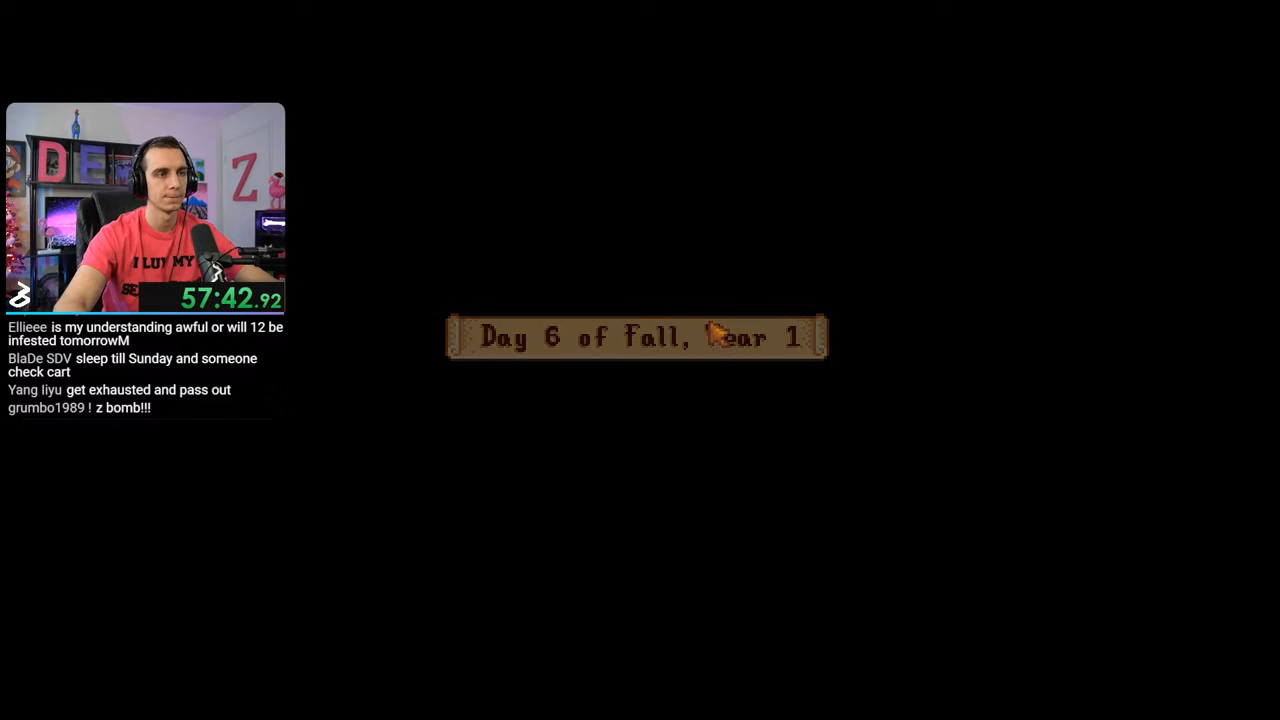 DEM
Z
I LUV MY
SE
57:42.92
Ellieee is my understanding awful or will 12 be
infested tomorrowM
BlaDe SDV sleep till Sunday and someone
check cart
Yang liyu get exhausted and pass out
grumbo1989 ! z bomb!!!
Day 6 of Fall, Year 1